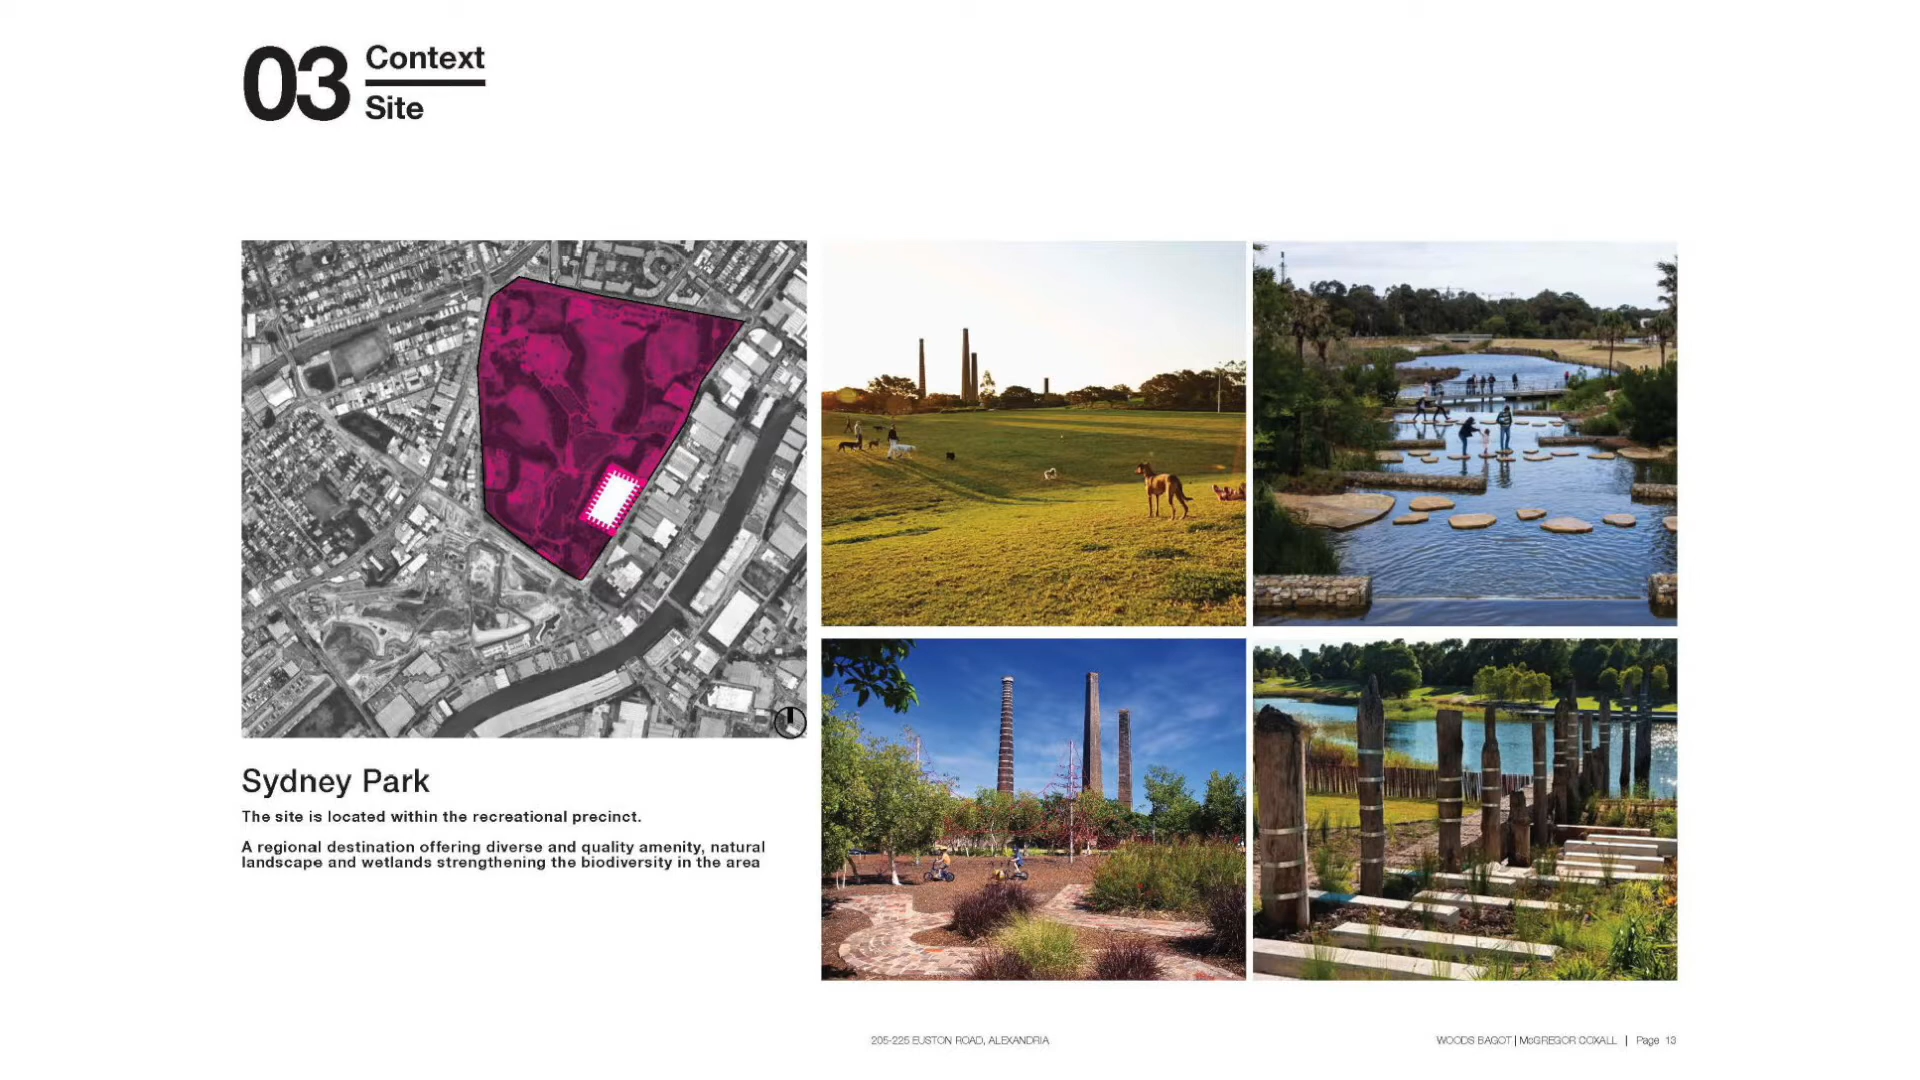 03
Context
Site
Sydney Park
The site is located within the recreational precinct.
A regional destination offering diverse and quality amenity, natural
landscape and wetlands strengthening the biodiversity in the area
205-225 EUSTON ROAD, ALEXANDRIA
WOODS BAGOT | McGREGOR COXALL | Page 13